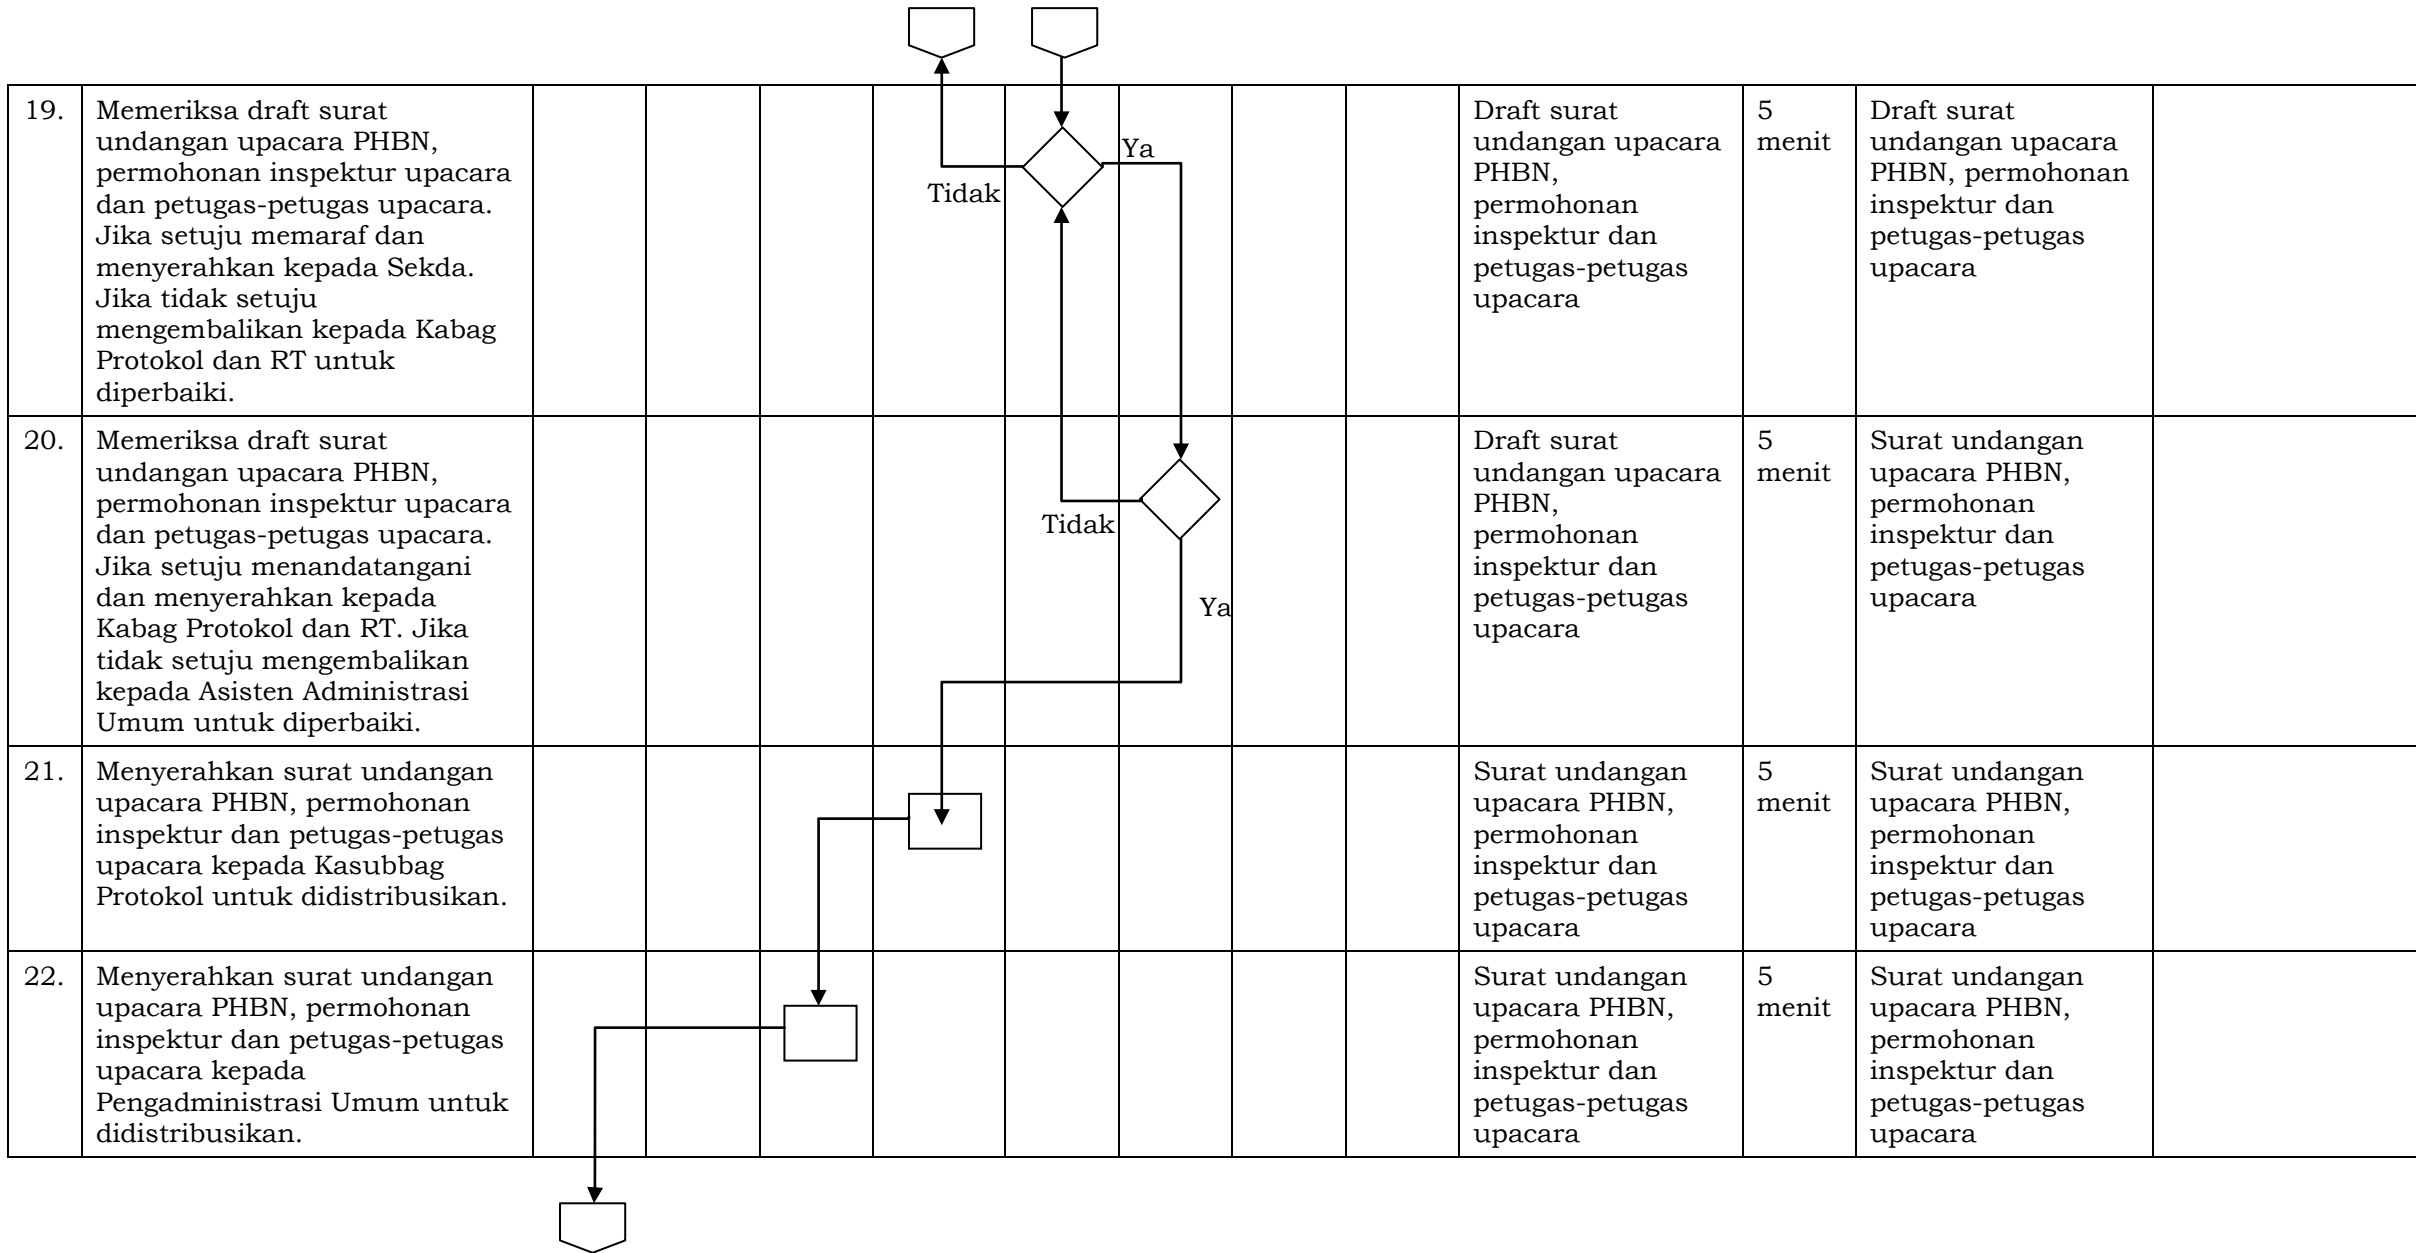 19.
Memeriksa draft surat
undangan upacara PHBN,
permohonan inspektur upacara
dan petugas-petugas upacara.
Jika setuju memaraf dan
menyerahkan kepada Sekda.
Jika tidak setuju
mengembalikan kepada Kabag
Protokol dan RT untuk
diperbaiki.
Ya
Tidak
Draft surat
undangan upacara
PHBN,
permohonan
inspektur dan
petugas-petugas
upacara
5
menit
Draft surat
undangan upacara
PHBN, permohonan
inspektur dan
petugas-petugas
upacara
20.
Memeriksa draft surat
undangan upacara PHBN,
permohonan inspektur upacara
dan petugas-petugas upacara.
Jika setuju menandatangani
dan menyerahkan kepada
Kabag Protokol dan RT. Jika
tidak setuju mengembalikan
kepada Asisten Administrasi
Umum untuk diperbaiki.
Tidak
Ya
Draft surat
undangan upacara
PHBN,
permohonan
inspektur dan
petugas-petugas
upacara
5
menit
Surat undangan
upacara PHBN,
permohonan
inspektur dan
petugas-petugas
upacara
21.
Menyerahkan surat undangan
upacara PHBN, permohonan
inspektur dan petugas-petugas
upacara kepada Kasubbag
Protokol untuk didistribusikan.
Surat undangan
upacara PHBN,
permohonan
inspektur dan
petugas-petugas
upacara
5
menit
Surat undangan
upacara PHBN,
permohonan
inspektur dan
petugas-petugas
upacara
22.
Menyerahkan surat undangan
upacara PHBN, permohonan
inspektur dan petugas-petugas
upacara kepada
Pengadministrasi Umum untuk
didistribusikan.
Surat undangan
upacara PHBN,
permohonan
inspektur dan
petugas-petugas
upacara
5
menit
Surat undangan
upacara PHBN,
permohonan
inspektur dan
petugas-petugas
upacara